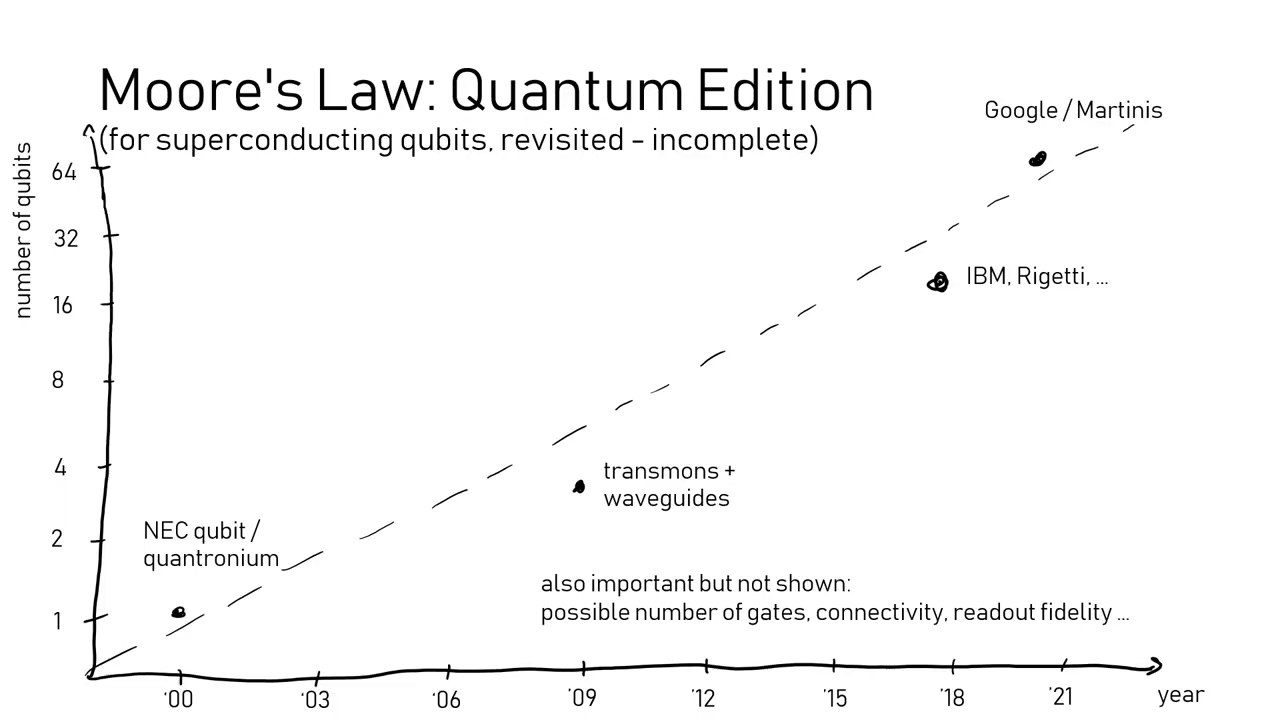 Moore's Law: Quantum Edition
(for superconducting qubits, revisited - incomplete)
Google / Martinis
number of qubits
64
32
16
8
4
2
1
IBM, Rigetti, ...
transmons +
waveguides
NEC qubit /
quantronium
also important but not shown:
possible number of gates, connectivity, readout fidelity ...
'00 '03 '06 '09 '12 '15 '18 '21 year